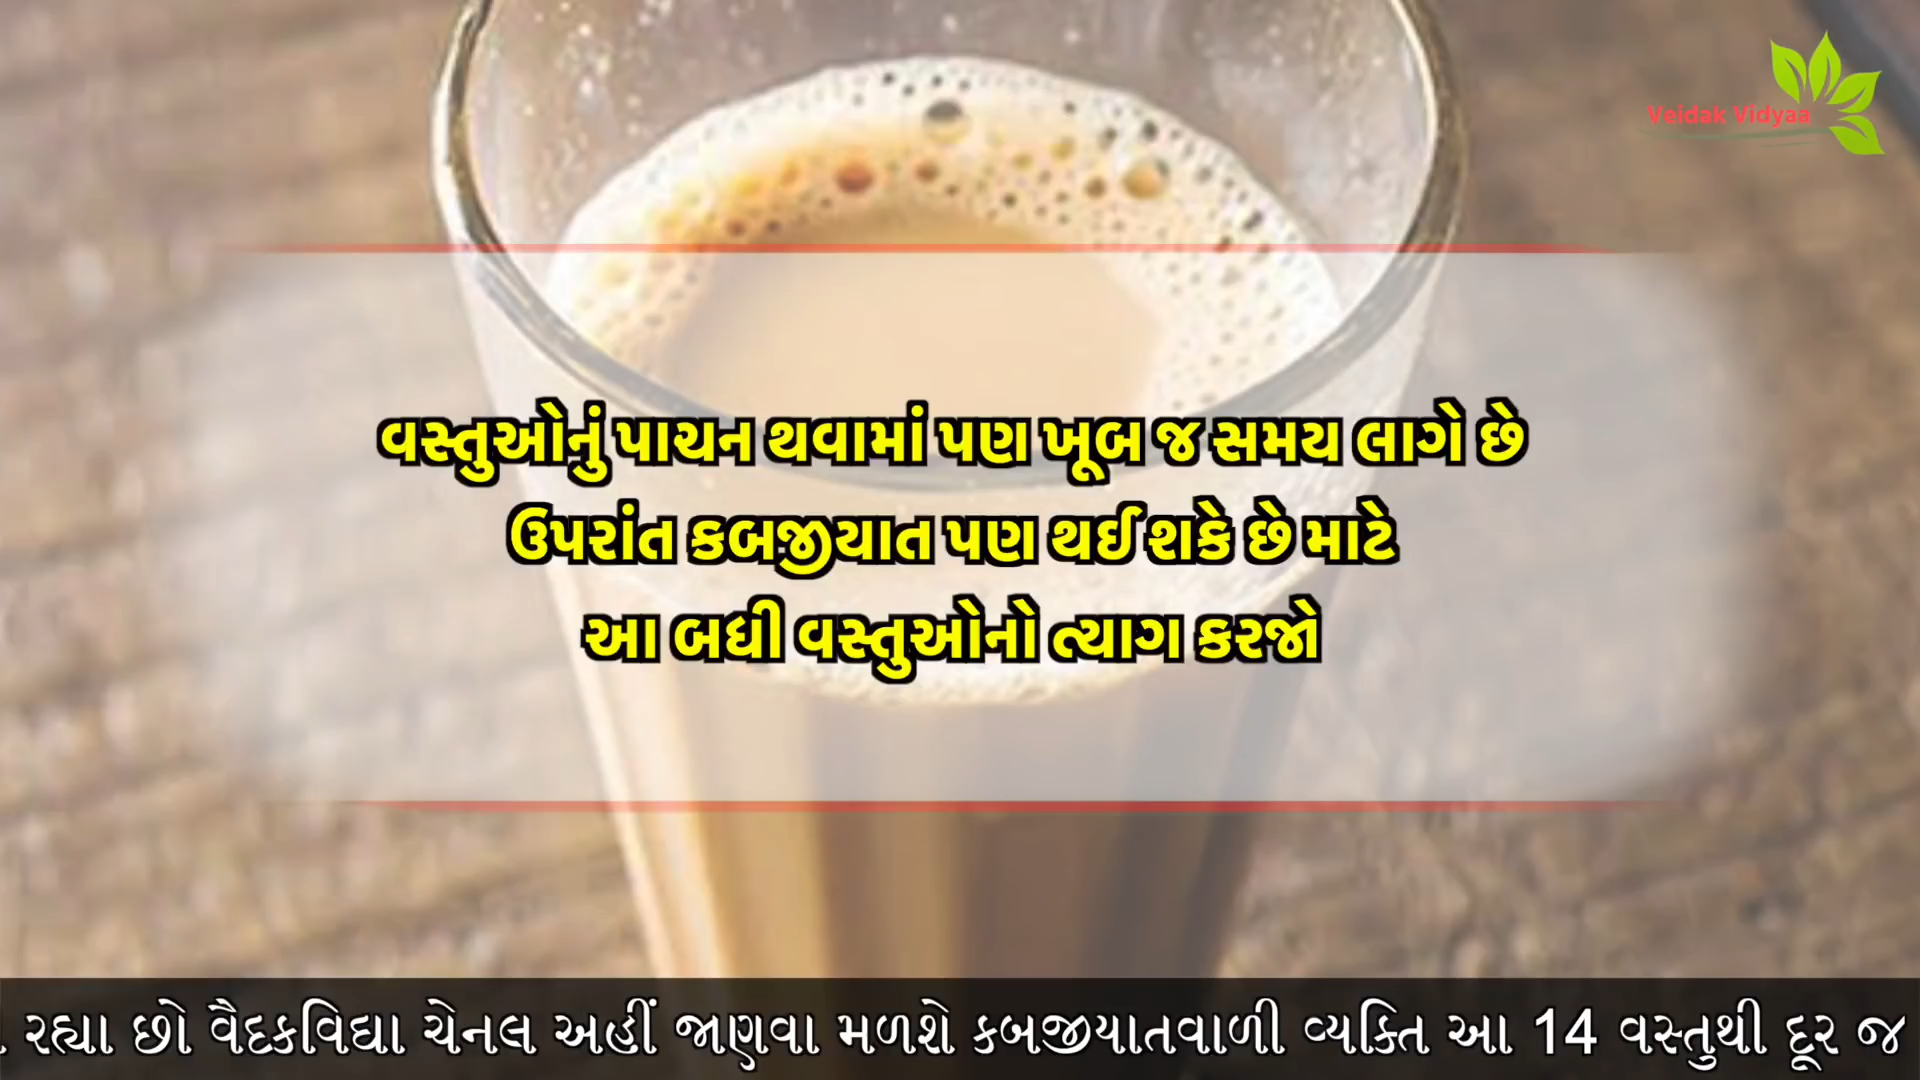 Veidak Vidyaa
વસ્તુઓનું પાચન થવામાં પણ ખૂબ જ સમય લાગે છે
ઉપરાંત કબજીયાત પણ થઈ શકે છે માટે
આ બધી વસ્તુઓનો ત્યાગ કરજો
રહ્યા છો વૈદકવિદ્યા ચેનલ અહીં જાણવા મળશે કબજીયાતવાળી વ્યક્તિ આ 14 વસ્તુથી દૂર જ